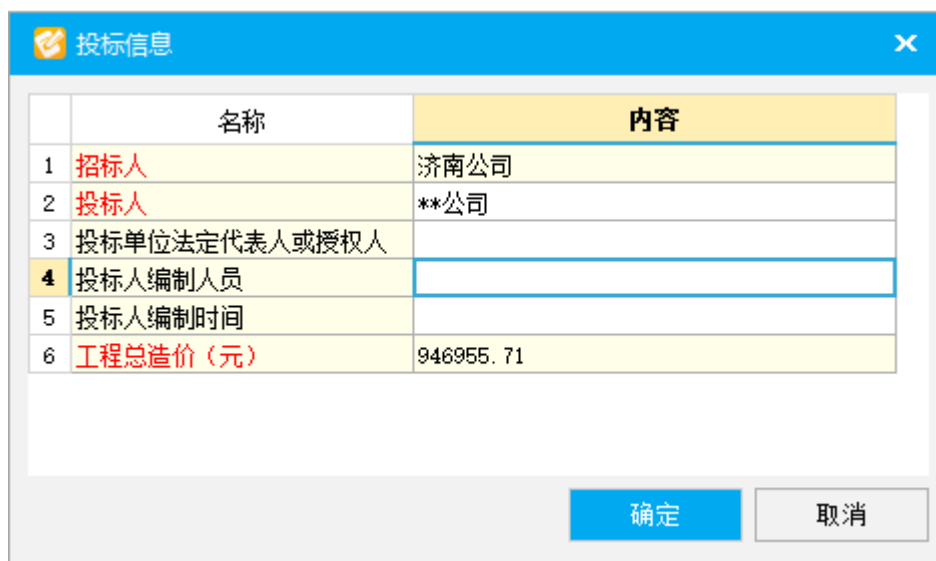 投标信息
名称 内容
1 招标人 济南公司
2 投标人 **公司
3 投标单位法定代表人或授权人
4 投标人编制人员
5 投标人编制时间
6 工程总造价（元） 946955.71
确定 取消